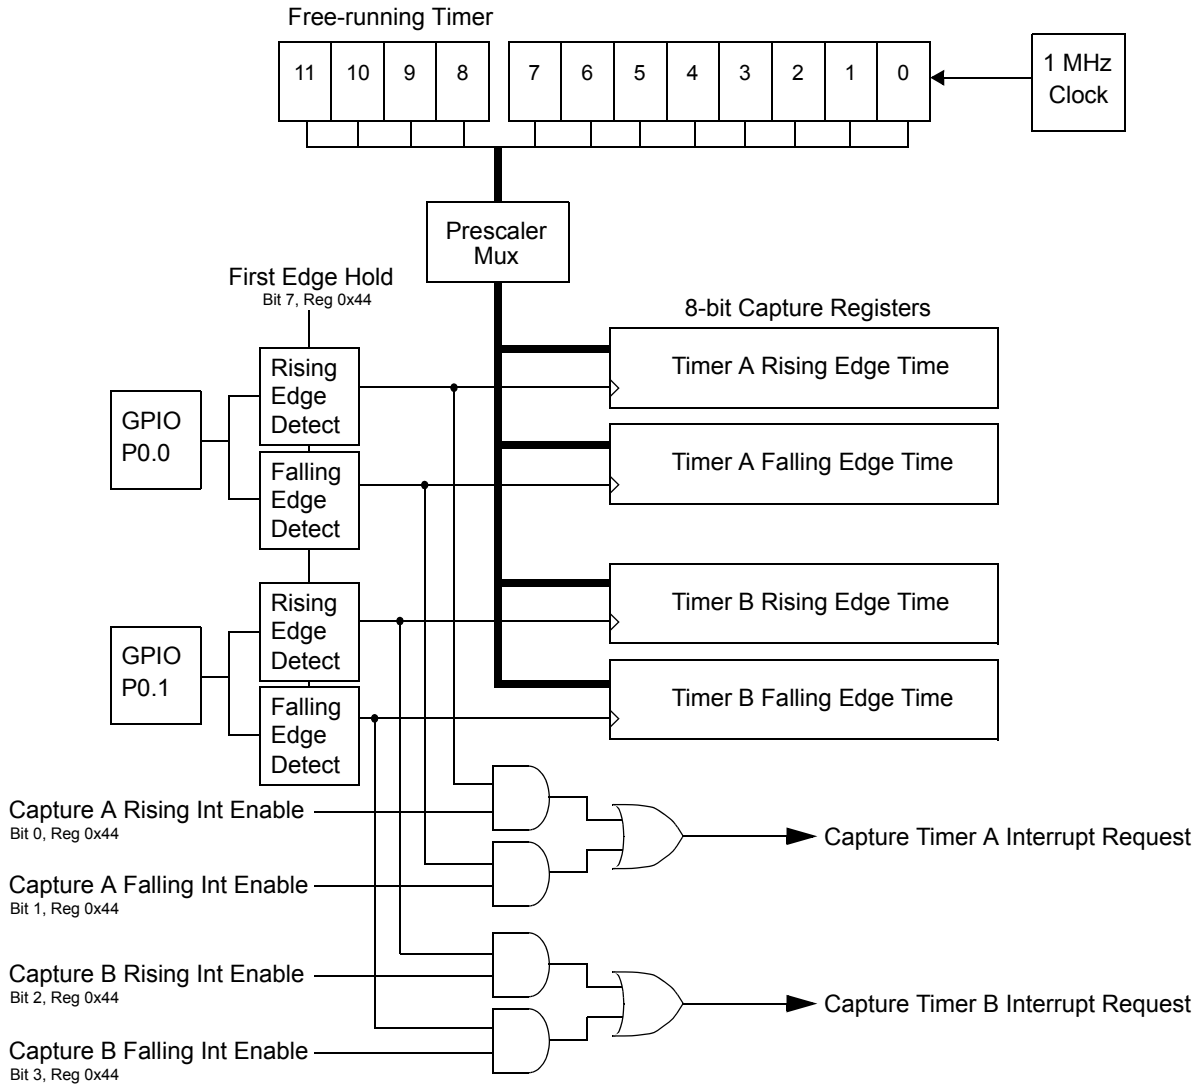 Free-running Timer
11 10 9 8 7 6 5 4 3 2 1 0
1 MHz
Clock
Prescaler
Mux
First Edge Hold
Bit 7, Reg 0x44
8-bit Capture Registers
Rising
Edge
Detect
Timer A Rising Edge Time
GPIO
P0.0
Falling
Edge
Detect
Timer A Falling Edge Time
Rising
Edge
Detect
Timer B Rising Edge Time
GPIO
P0.1
Falling
Edge
Detect
Timer B Falling Edge Time
Capture A Rising Int Enable
Bit 0, Reg 0x44
Capture Timer A Interrupt Request
Capture A Falling Int Enable
Bit 1, Reg 0x44
Capture B Rising Int Enable
Bit 2, Reg 0x44
Capture Timer B Interrupt Request
Capture B Falling Int Enable
Bit 3, Reg 0x44